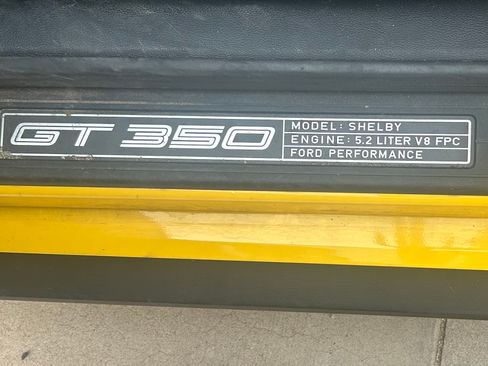 GT 350
MODEL: SHELBY
ENGINE: 5.2 LITER V8 FPC
FORD PERFORMANCE